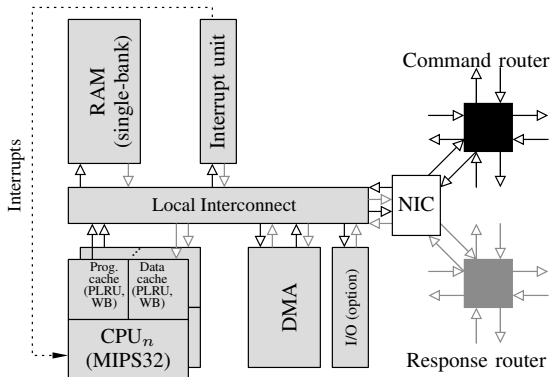 Command router
RAM
(single-bank)
Interrupt unit
Interrupts
Local Interconnect
NIC
Prog.
cache
(PLRU,
WB)
Data
cache
(PLRU,
WB)
CPUn
(MIPS32)
DMA
I/O (option)
Response router